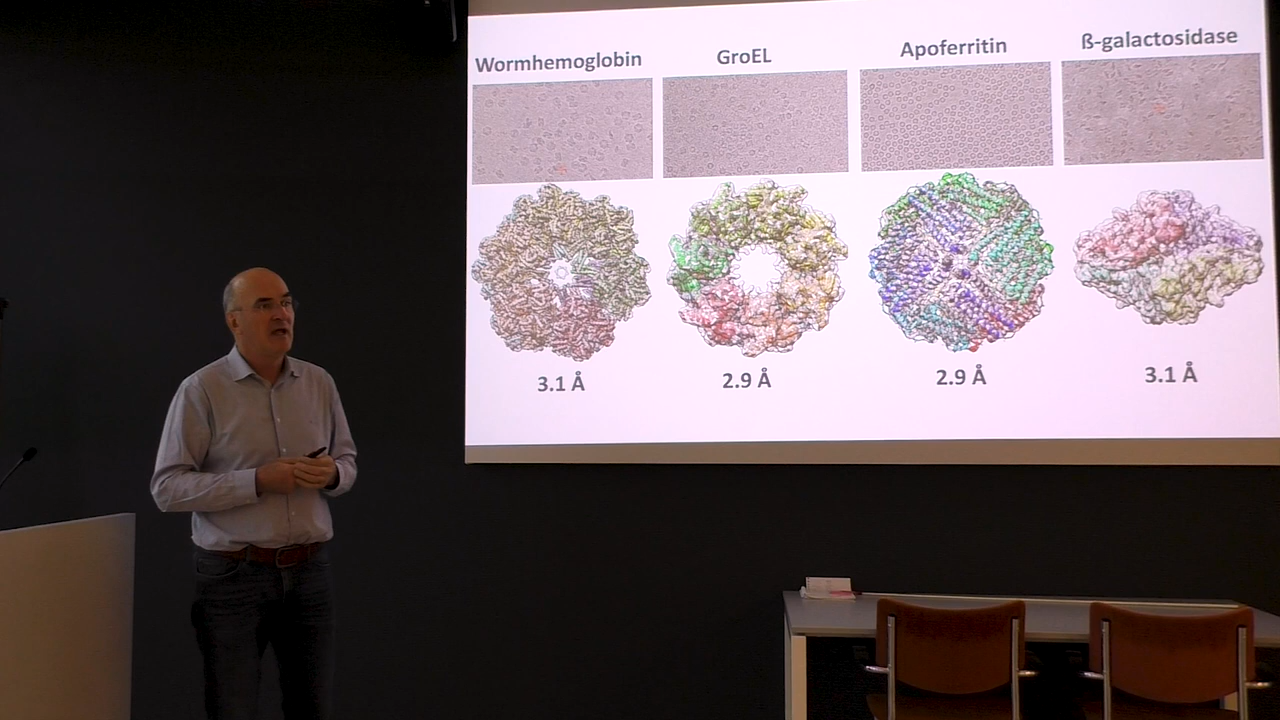 Wormhemoglobin
GroEL
Apoferritin
ß-galactosidase
3.1 Å
2.9 Å
2.9 Å
3.1 Å